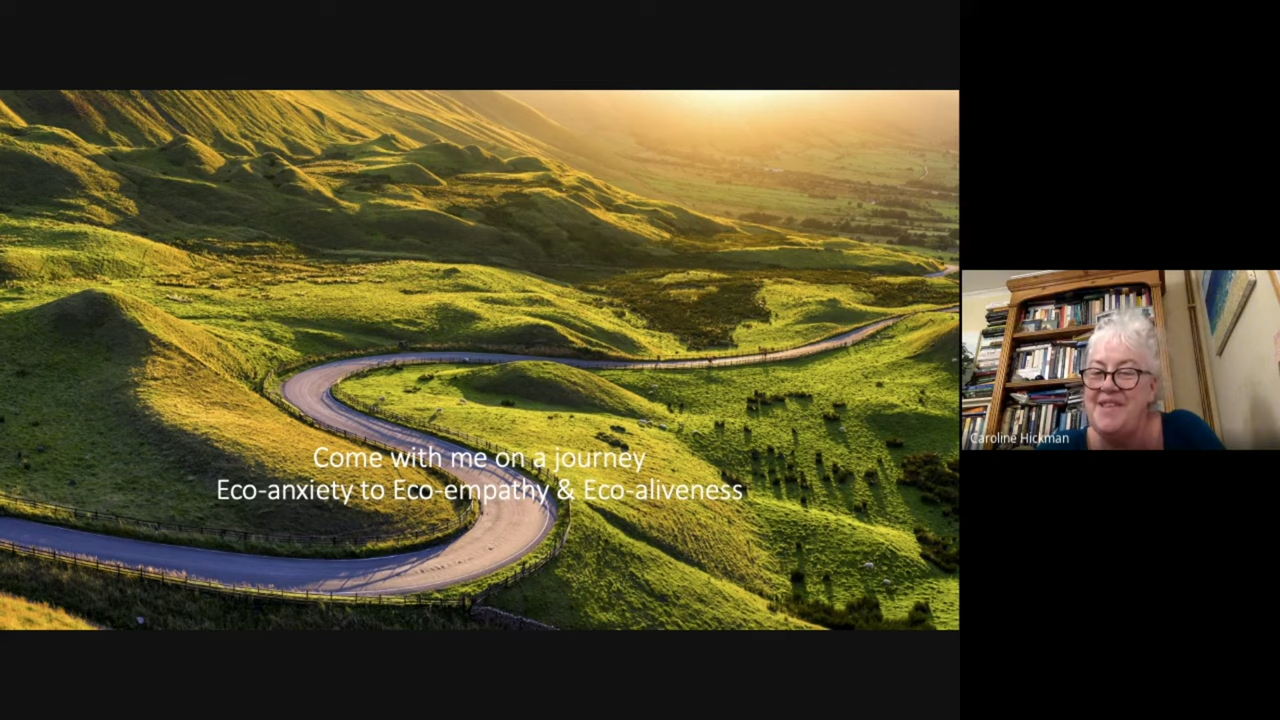 Come with me on a journey
Eco-anxiety to Eco-empathy & Eco-aliveness
Caroline Hickman